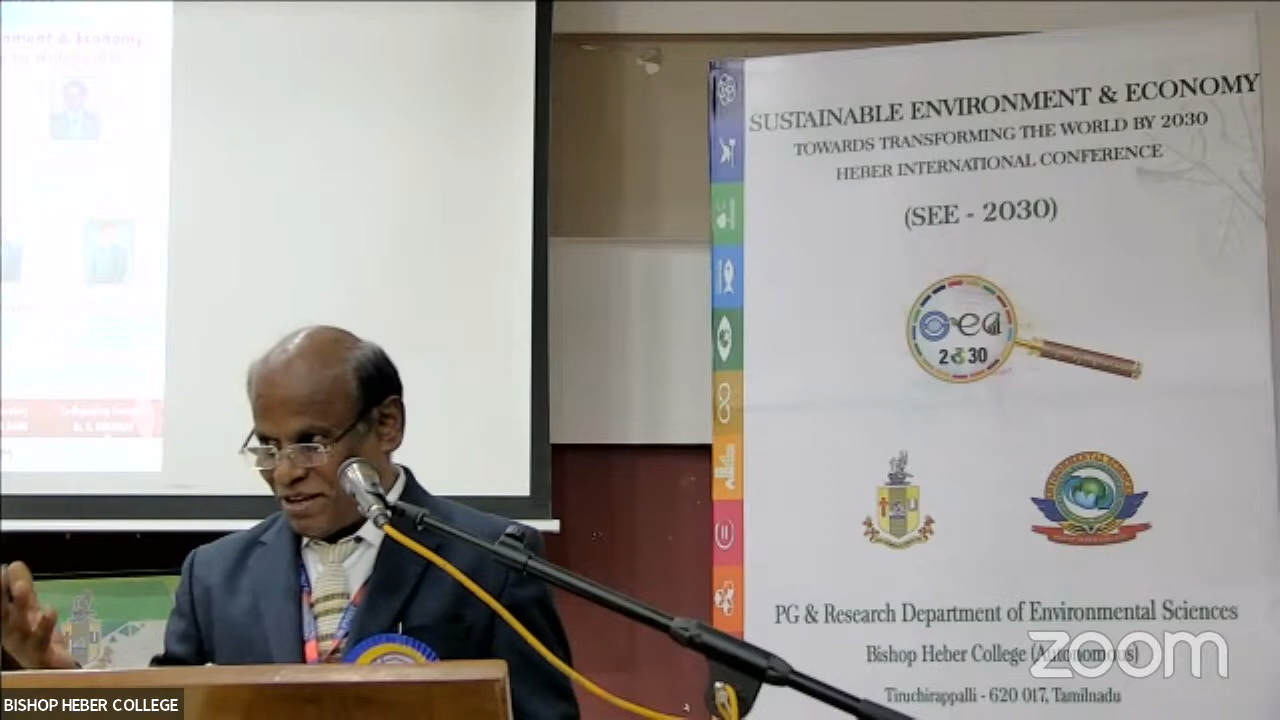 SUSTAINABLE ENVIRONMENT & ECONOMY
TOWARDS TRANSFORMING THE WORLD BY 2030
HEBER INTERNATIONAL CONFERENCE
(SEE - 2030)
2030
PG & Research Department of Environmental Sciences
Bishop Heber College (Autonomous)
Tiruchirappalli - 620 017, Tamilnadu
zoom
BISHOP HEBER COLLEGE